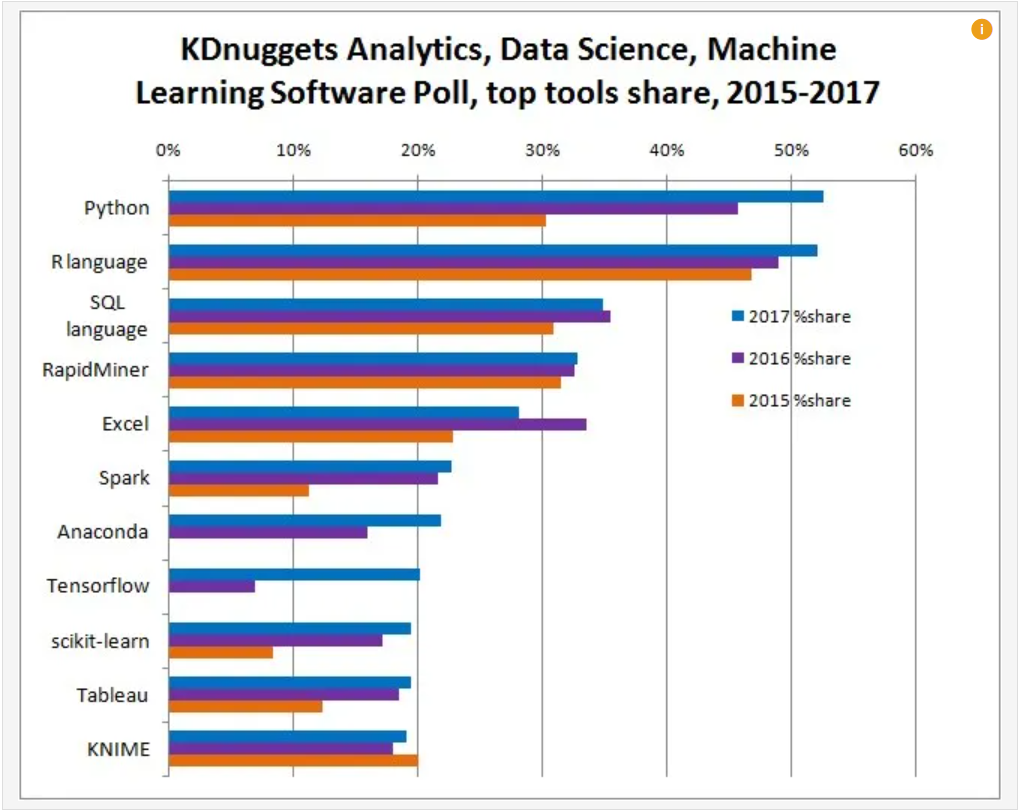 KDnuggets Analytics, Data Science, Machine
Learning Software Poll, top tools share, 2015-2017
0% 10% 20% 30% 40% 50% 60%
Python
R language
SQL
language
RapidMiner
Excel
Spark
Anaconda
Tensorflow
scikit-learn
Tableau
KNIME
2017 %share
2016 %share
2015 %share
i